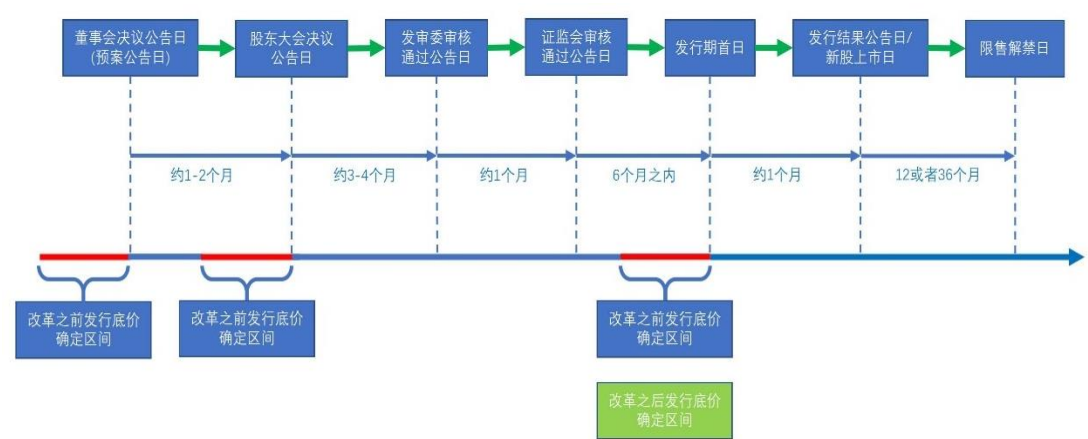 董事会决议公告日
(预案公告日)
股东大会决议
公告日
发审委审核
通过公告日
证监会审核
通过公告日
发行期首日
发行结果公告日/
新股上市日
限售解禁日
约1-2个月
约3-4个月
约1个月
6个月之内
约1个月
12或者36个月
改革之前发行底价
确定区间
改革之前发行底价
确定区间
改革之前发行底价
确定区间
改革之后发行底价
确定区间